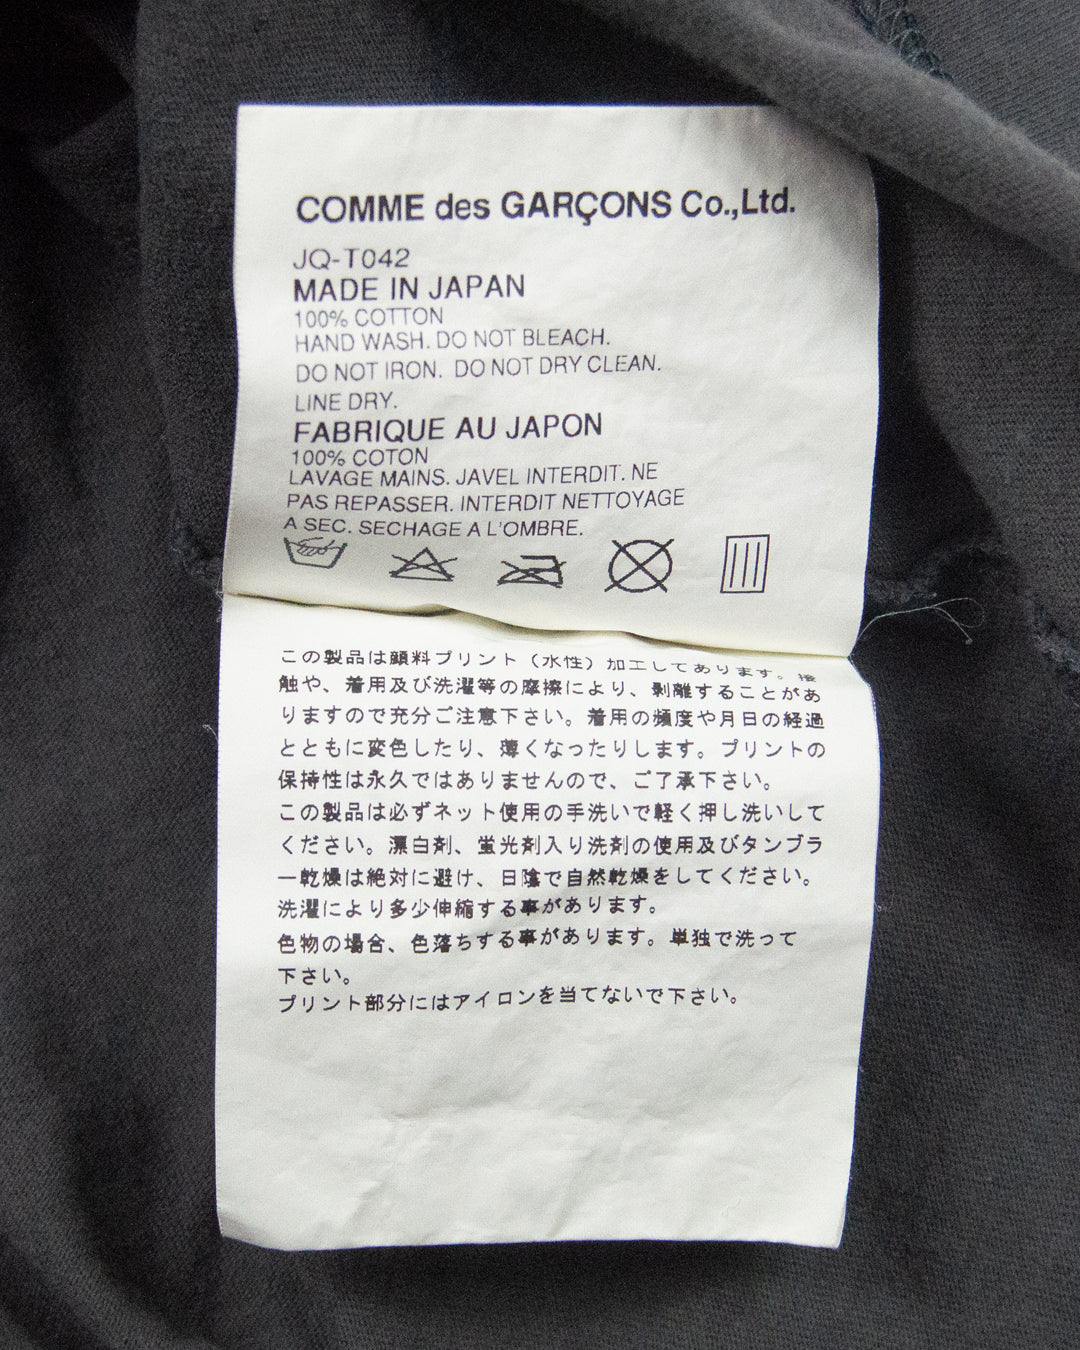 COMME des GARÇONS Co.,Ltd.
JQ-T042
MADE IN JAPAN
100% COTTON
HAND WASH. DO NOT BLEACH.
DO NOT IRON. DO NOT DRY CLEAN.
LINE DRY.
FABRIQUE AU JAPON
100% COTON
LAVAGE MAINS. JAVEL INTERDIT. NE
PAS REPASSER. INTERDIT NETTOYAGE
A SEC. SECHAGE A L'OMBRE.
この製品は顔料プリント（水性）加工してあります。接
触や、着用及び洗濯等の摩擦により、剥離することがあ
りますので充分ご注意下さい。着用の頻度や月日の経過
とともに変色したり、薄くなったりします。プリントの
保持性は永久ではありませんので、ご了承下さい。
この製品は必ずネット使用の手洗いで軽く押し洗いして
ください。漂白剤、蛍光剤入り洗剤の使用及びタンブラ
ー乾燥は絶対に避け、日陰で自然乾燥をしてください。
洗濯により多少伸縮する事があります。
色物の場合、色落ちする事があります。単独で洗って
下さい。
プリント部分にはアイロンを当てないで下さい。